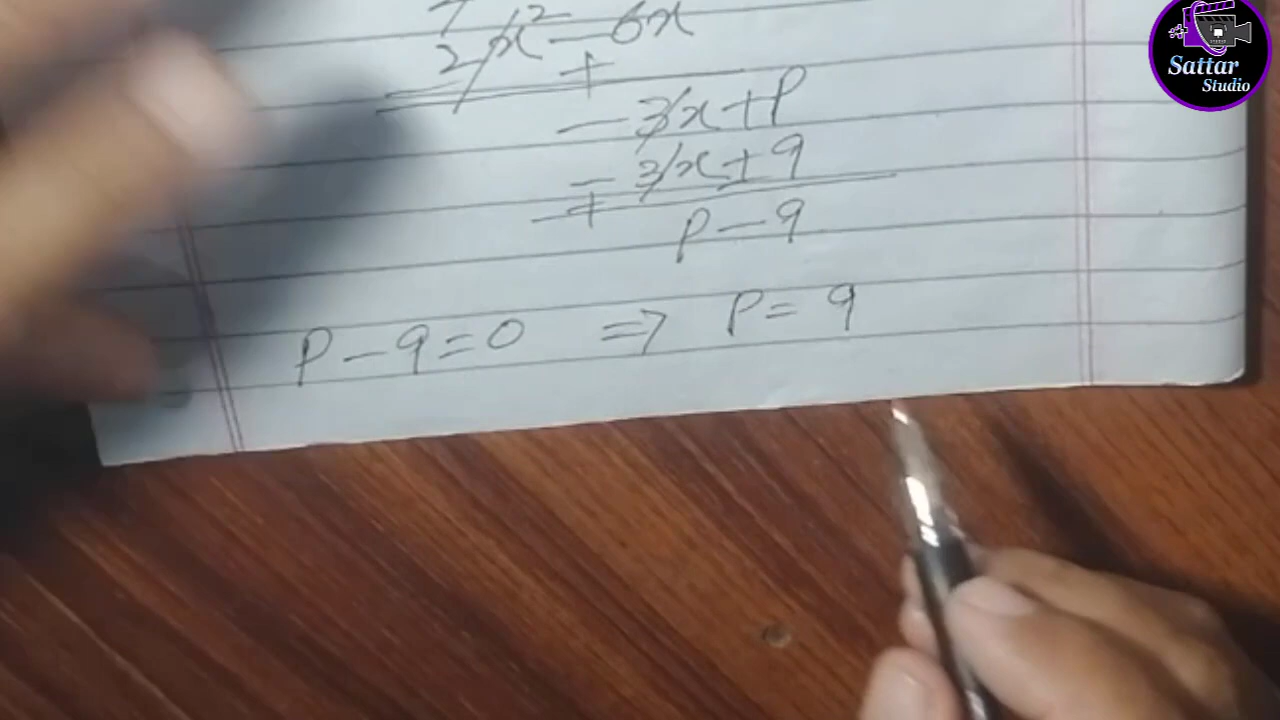 2x² - 6x
+
- 3x + P
- 3x + 9
+
P - 9
P - 9 = 0 ⇒ P = 9
Sattar
Studio